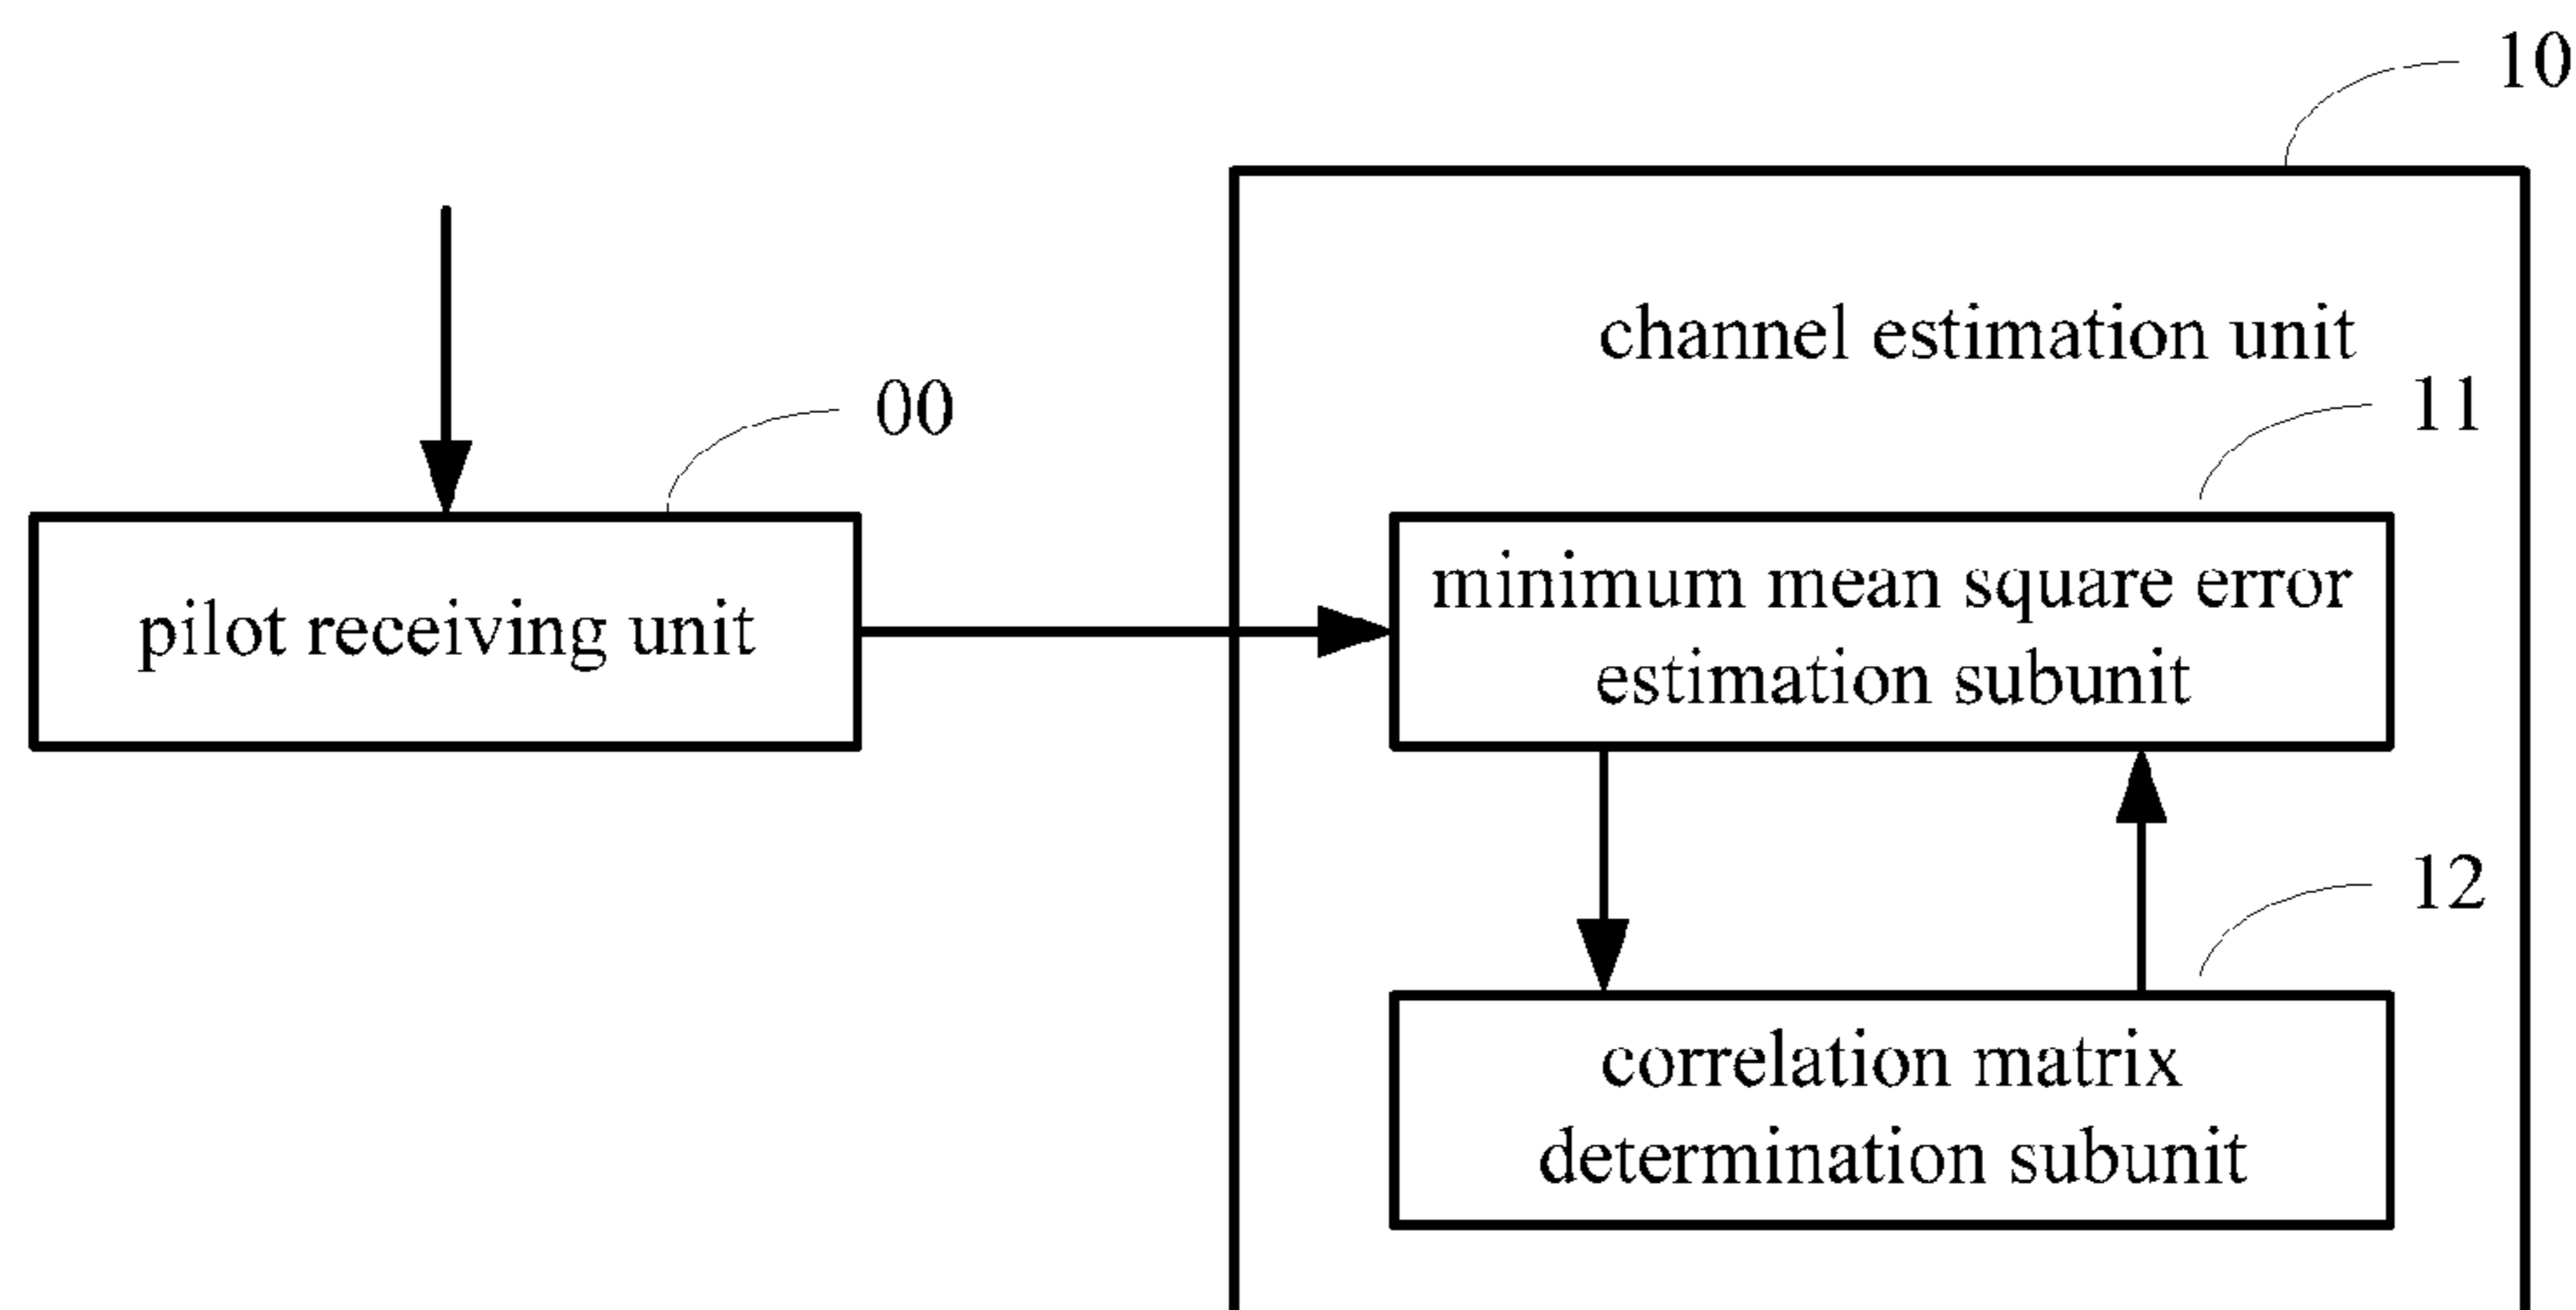 10
channel estimation unit
00
11
pilot receiving unit
minimum mean square error
estimation subunit
12
correlation matrix
determination subunit